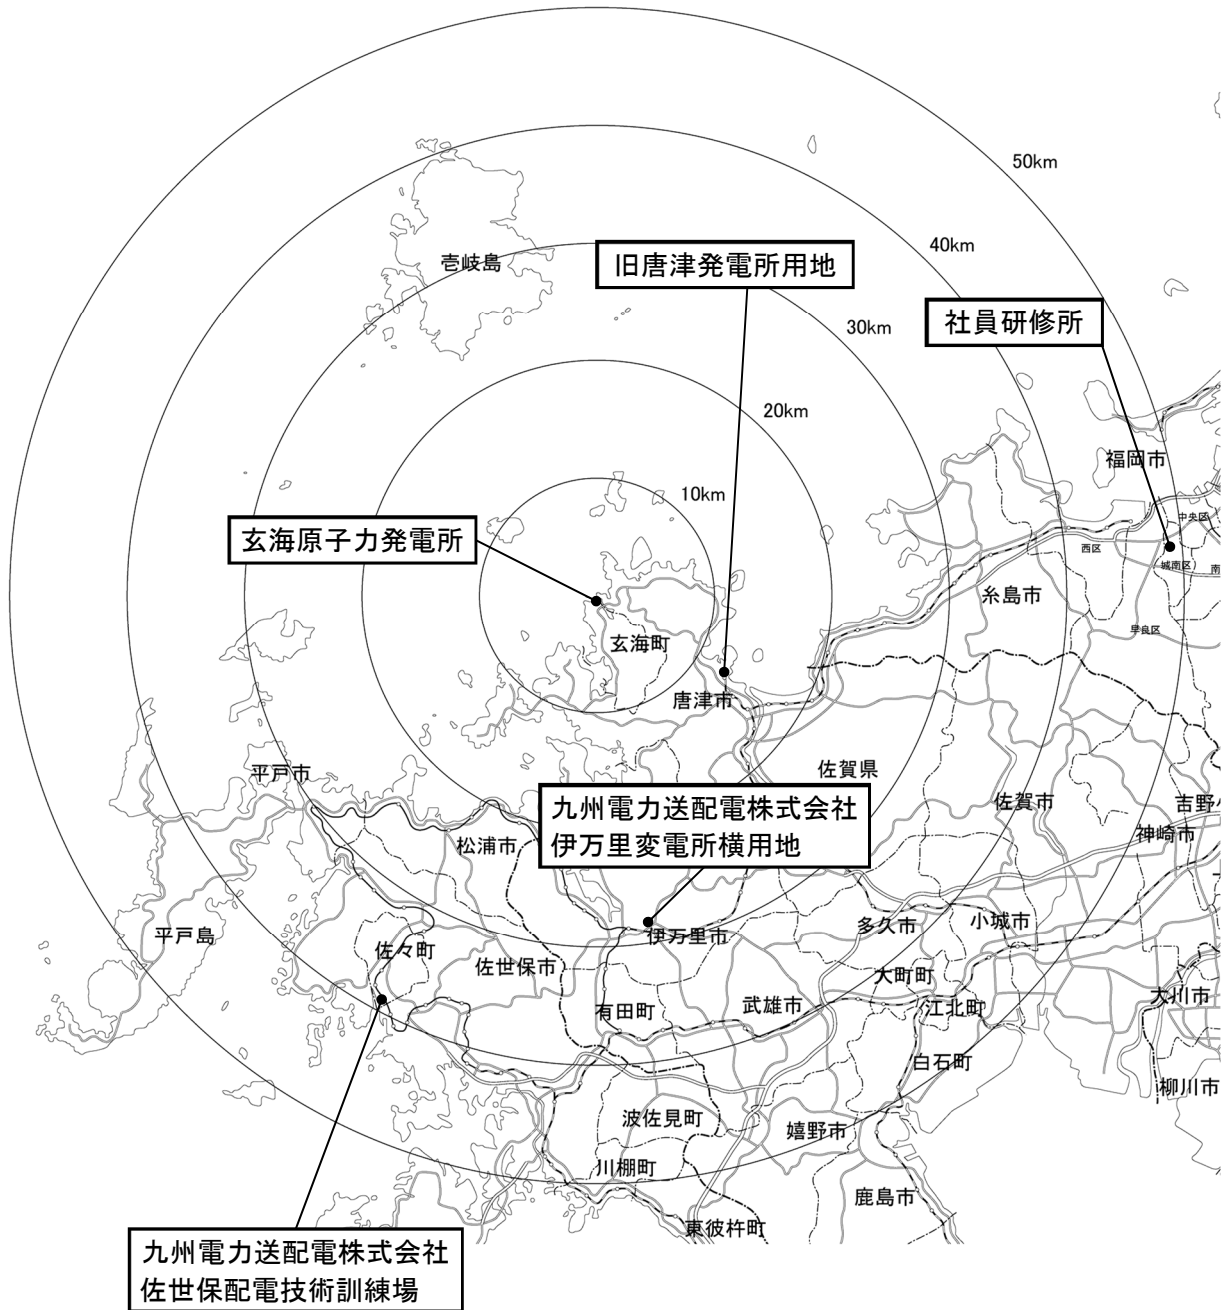 50km
40km
壱岐島
旧唐津発電所用地
社員研修所
30km
20km
福岡市
10km
中央区
玄海原子力発電所
西区
城南区
南
糸島市
早良区
玄海町
唐津市
佐賀県
平戸市
九州電力送配電株式会社
伊万里変電所横用地
佐賀市
吉野
神崎市
松浦市
伊万里市
多久市
小城市
平戸島
佐々町
佐世保市
大町町
有田町
武雄市
江北町
大川市
白石町
柳川市
波佐見町
嬉野市
川棚町
鹿島市
東彼杵町
九州電力送配電株式会社
佐世保配電技術訓練場